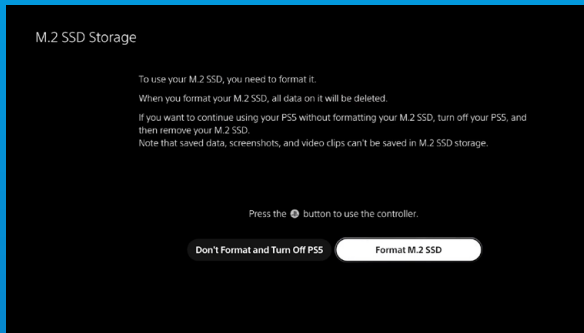 M.2 SSD Storage
To use your M.2 SSD, you need to format it.
When you format your M.2 SSD, all data on it will be deleted.
If you want to continue using your PS5 without formatting your M.2 SSD, turn off your PS5, and
then remove your M.2 SSD.
Note that saved data, screenshots, and video clips can't be saved in M.2 SSD storage.
Press the button to use the controller.
Don't Format and Turn Off PS5 Format M.2 SSD